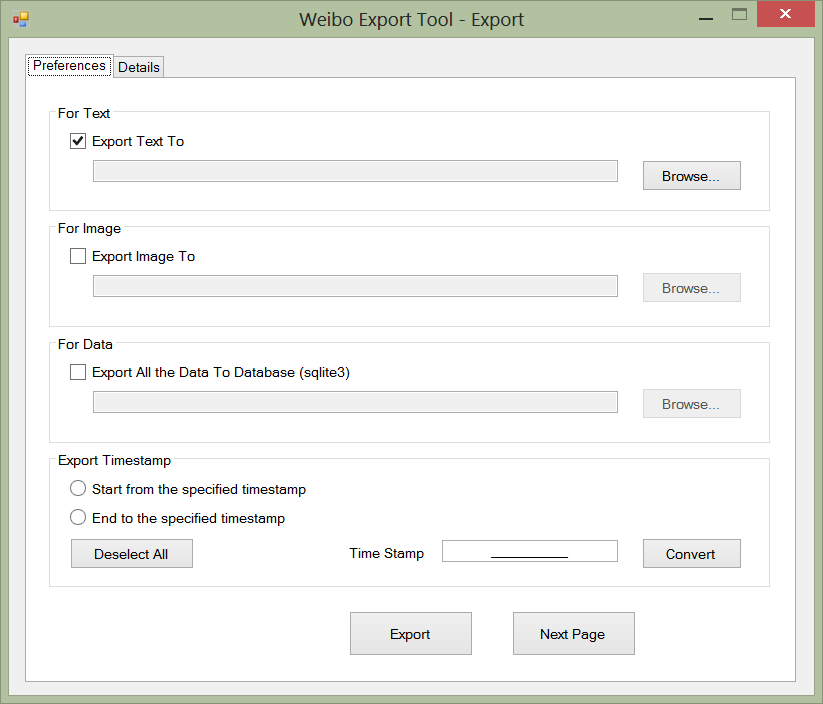 Weibo Export Tool - Export
Preferences
Details
For Text
Export Text To
Browse...
For Image
Export Image To
Browse...
For Data
Export All the Data To Database (sqlite3)
Browse...
Export Timestamp
Start from the specified timestamp
End to the specified timestamp
Deselect All
Time Stamp
__________
Convert
Export
Next Page